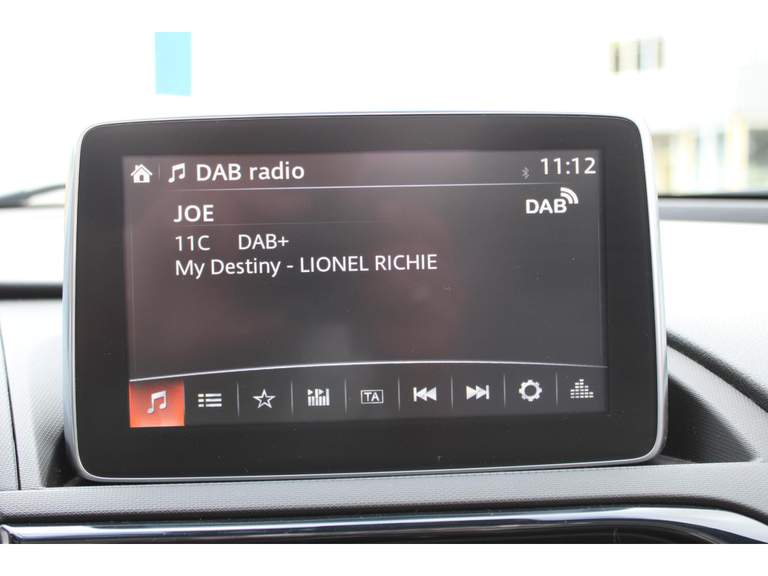 DAB radio 11:12
JOE DAB
11C DAB+
My Destiny - LIONEL RICHIE
TA